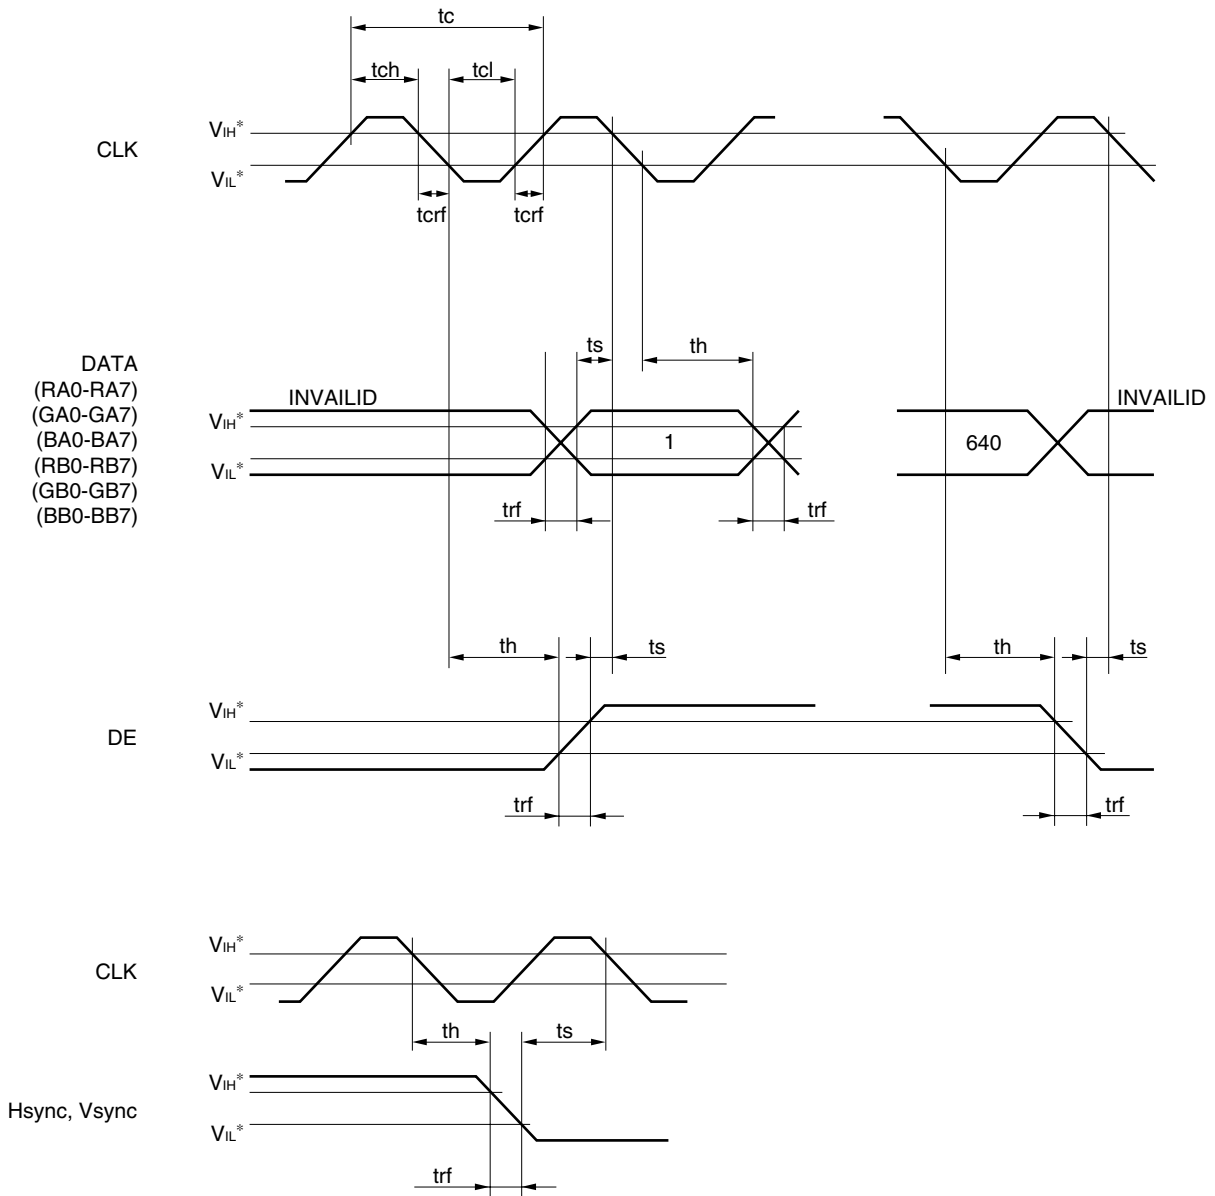 tc
tch tcl
VIH*
CLK
VIL*
tcrf tcrf
DATA
(RA0-RA7)
(GA0-GA7)
(BA0-BA7)
(RB0-RB7)
(GB0-GB7)
(BB0-BB7)
ts th
INVAILID INVAILID
VIH*
1 640
VIL*
trf trf
th ts th ts
VIH*
DE
VIL*
trf trf
VIH*
CLK
VIL*
th ts
VIH*
Hsync, Vsync
VIL*
trf